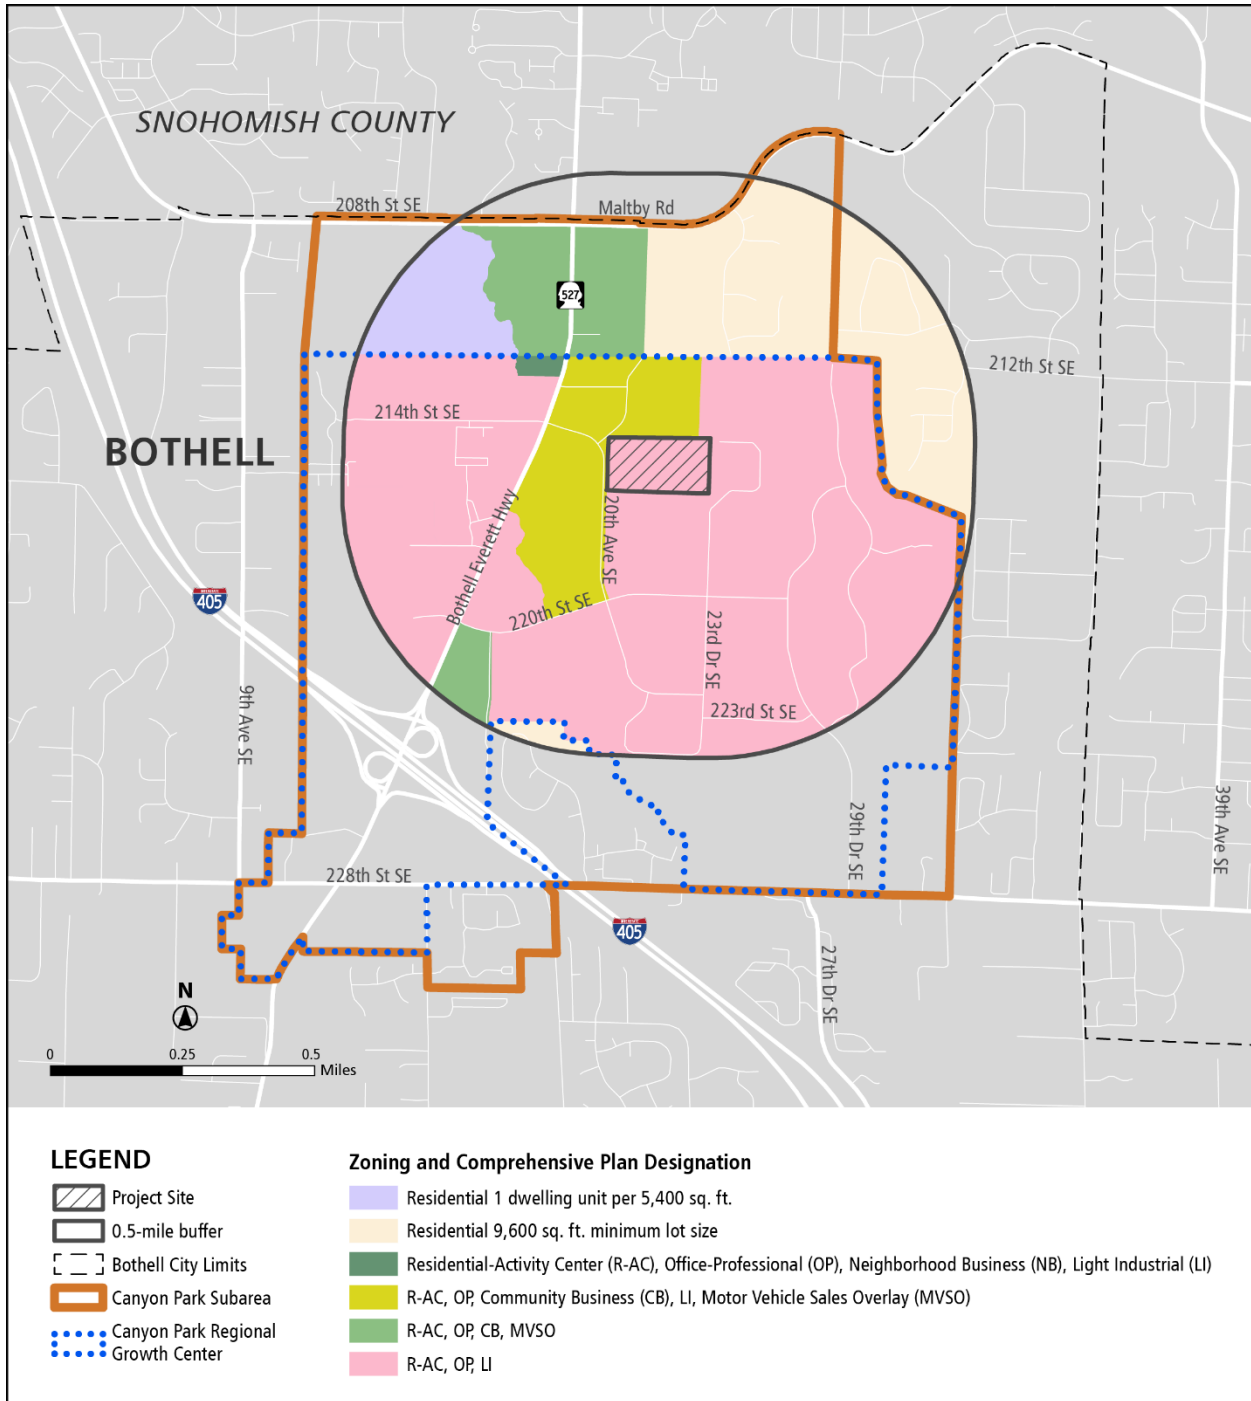 SNOHOMISH COUNTY
208th St SE
Maltby Rd
527
212th St SE
214th St SE
BOTHELL
Bothell Everett Hwy
20th Ave SE
220th St SE
INTERSTATE
405
23rd Dr SE
9th Ave SE
223rd St SE
39th Ave SE
29th Dr SE
228th St SE
INTERSTATE
405
27th Dr SE
N
0 0.25 0.5
Miles
LEGEND
Project Site
0.5-mile buffer
Bothell City Limits
Canyon Park Subarea
Canyon Park Regional
Growth Center
Zoning and Comprehensive Plan Designation
Residential 1 dwelling unit per 5,400 sq. ft.
Residential 9,600 sq. ft. minimum lot size
Residential-Activity Center (R-AC), Office-Professional (OP), Neighborhood Business (NB), Light Industrial (LI)
R-AC, OP, Community Business (CB), LI, Motor Vehicle Sales Overlay (MVSO)
R-AC, OP, CB, MVSO
R-AC, OP, LI